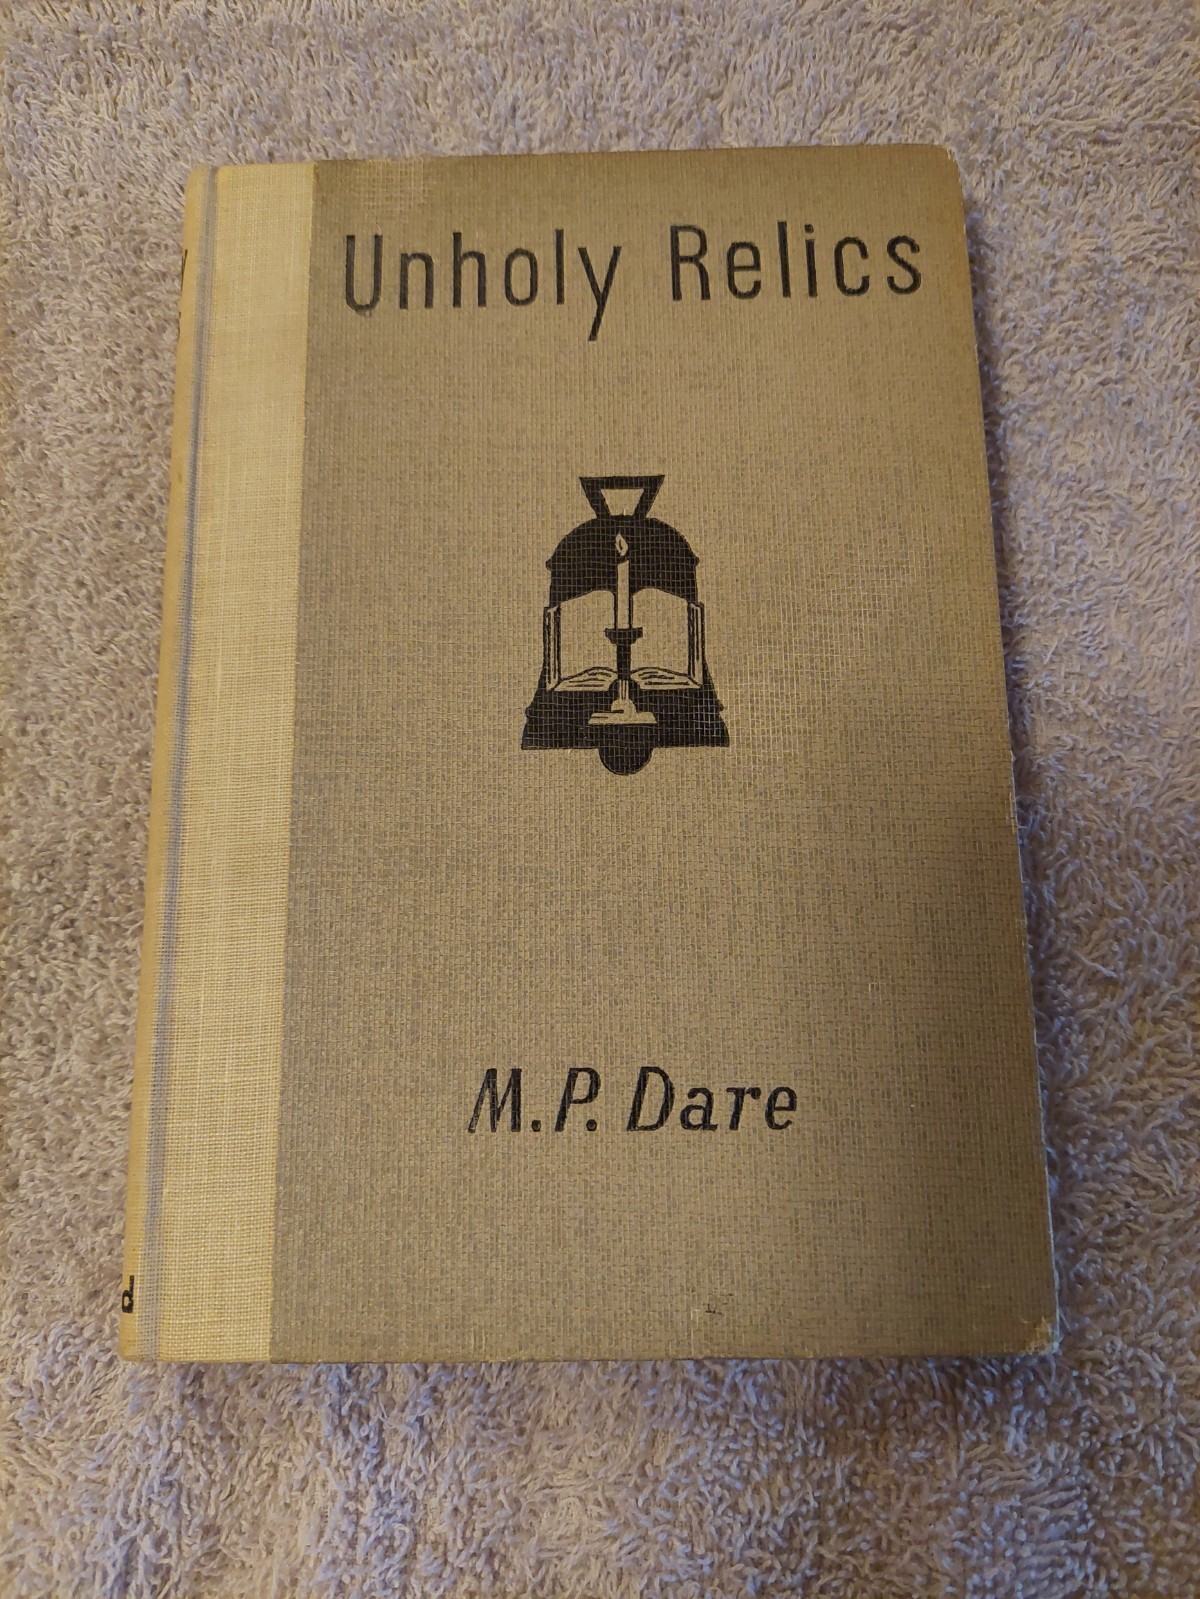 Unholy Relics
M.P. Dare
d